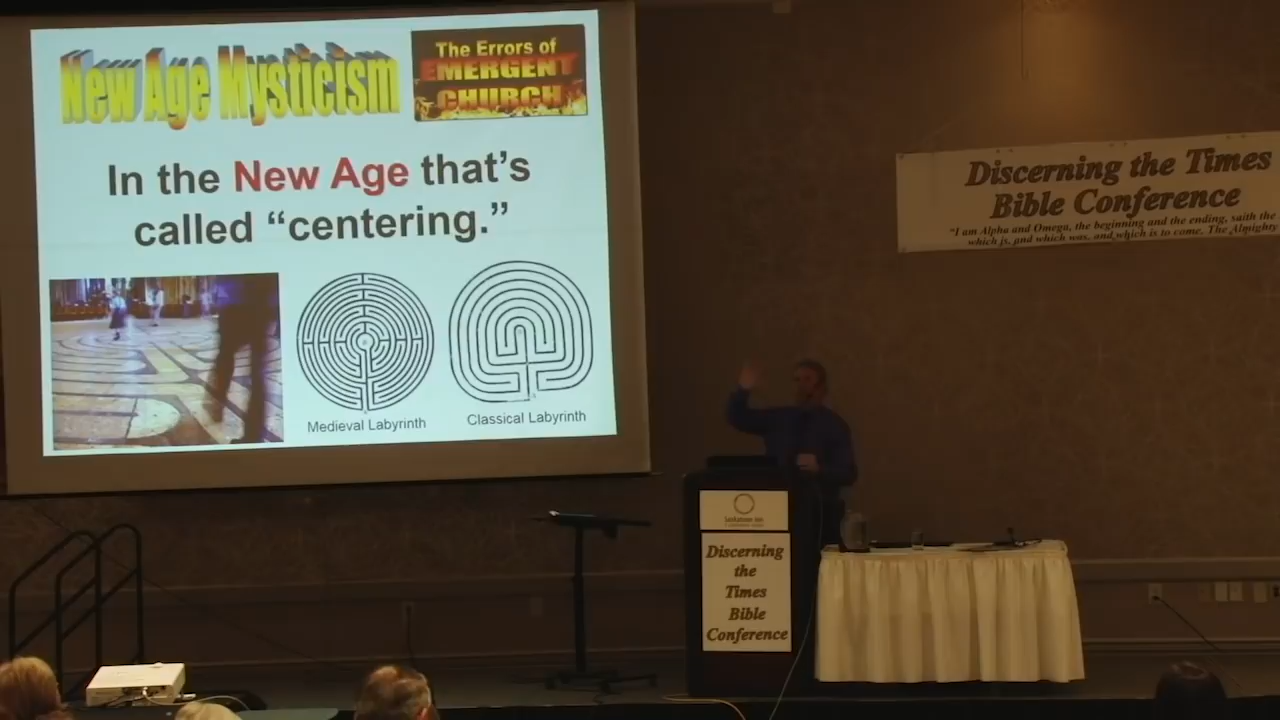 New Age Mysticism
The Errors of
EMERGENT
CHURCH
In the New Age that's
called “centering.”
Medieval Labyrinth
Classical Labyrinth
Discerning the Times
Bible Conference
“I am Alpha and Omega, the beginning and the ending, saith the
which is, and which was, and which is to come, The Almighty
Discerning
the
Times
Bible
Conference